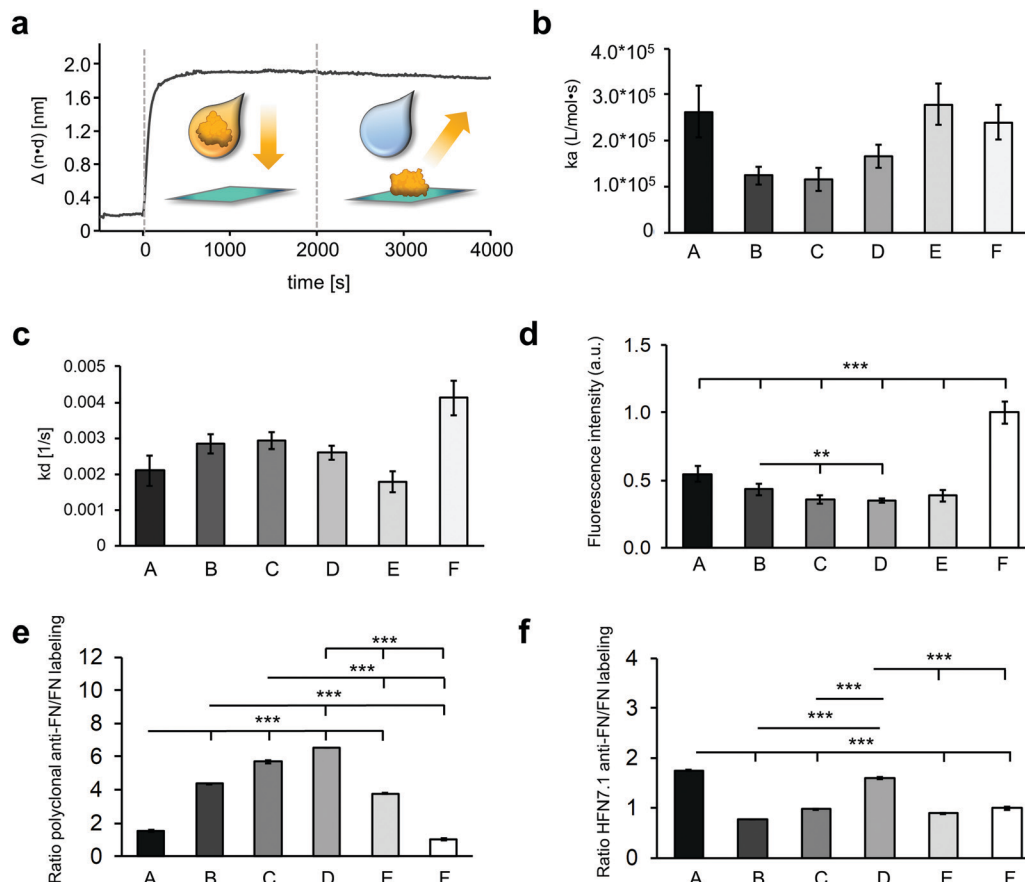 a
Δ (n•d) [nm]
2.0
1.6
1.2
0.8
0.4
0
0 1000 2000 3000 4000
time [s]
b
ka (L/mol•s)
4.0*10⁵
3.0*10⁵
2.0*10⁵
1.0*10⁵
0
A B C D E F
c
kd [1/s]
0.005
0.004
0.003
0.002
0.001
0
A B C D E F
d
Fluorescence intensity (a.u.)
1.5
1.0
0.5
0.0
***
**
A B C D E F
e
Ratio polyclonal anti-FN/FN labeling
12
10
8
6
4
2
0
***
***
***
***
A B C D E F
f
Ratio HFN7.1 anti-FN/FN labeling
4
3
2
1
0
***
***
***
***
A B C D E F